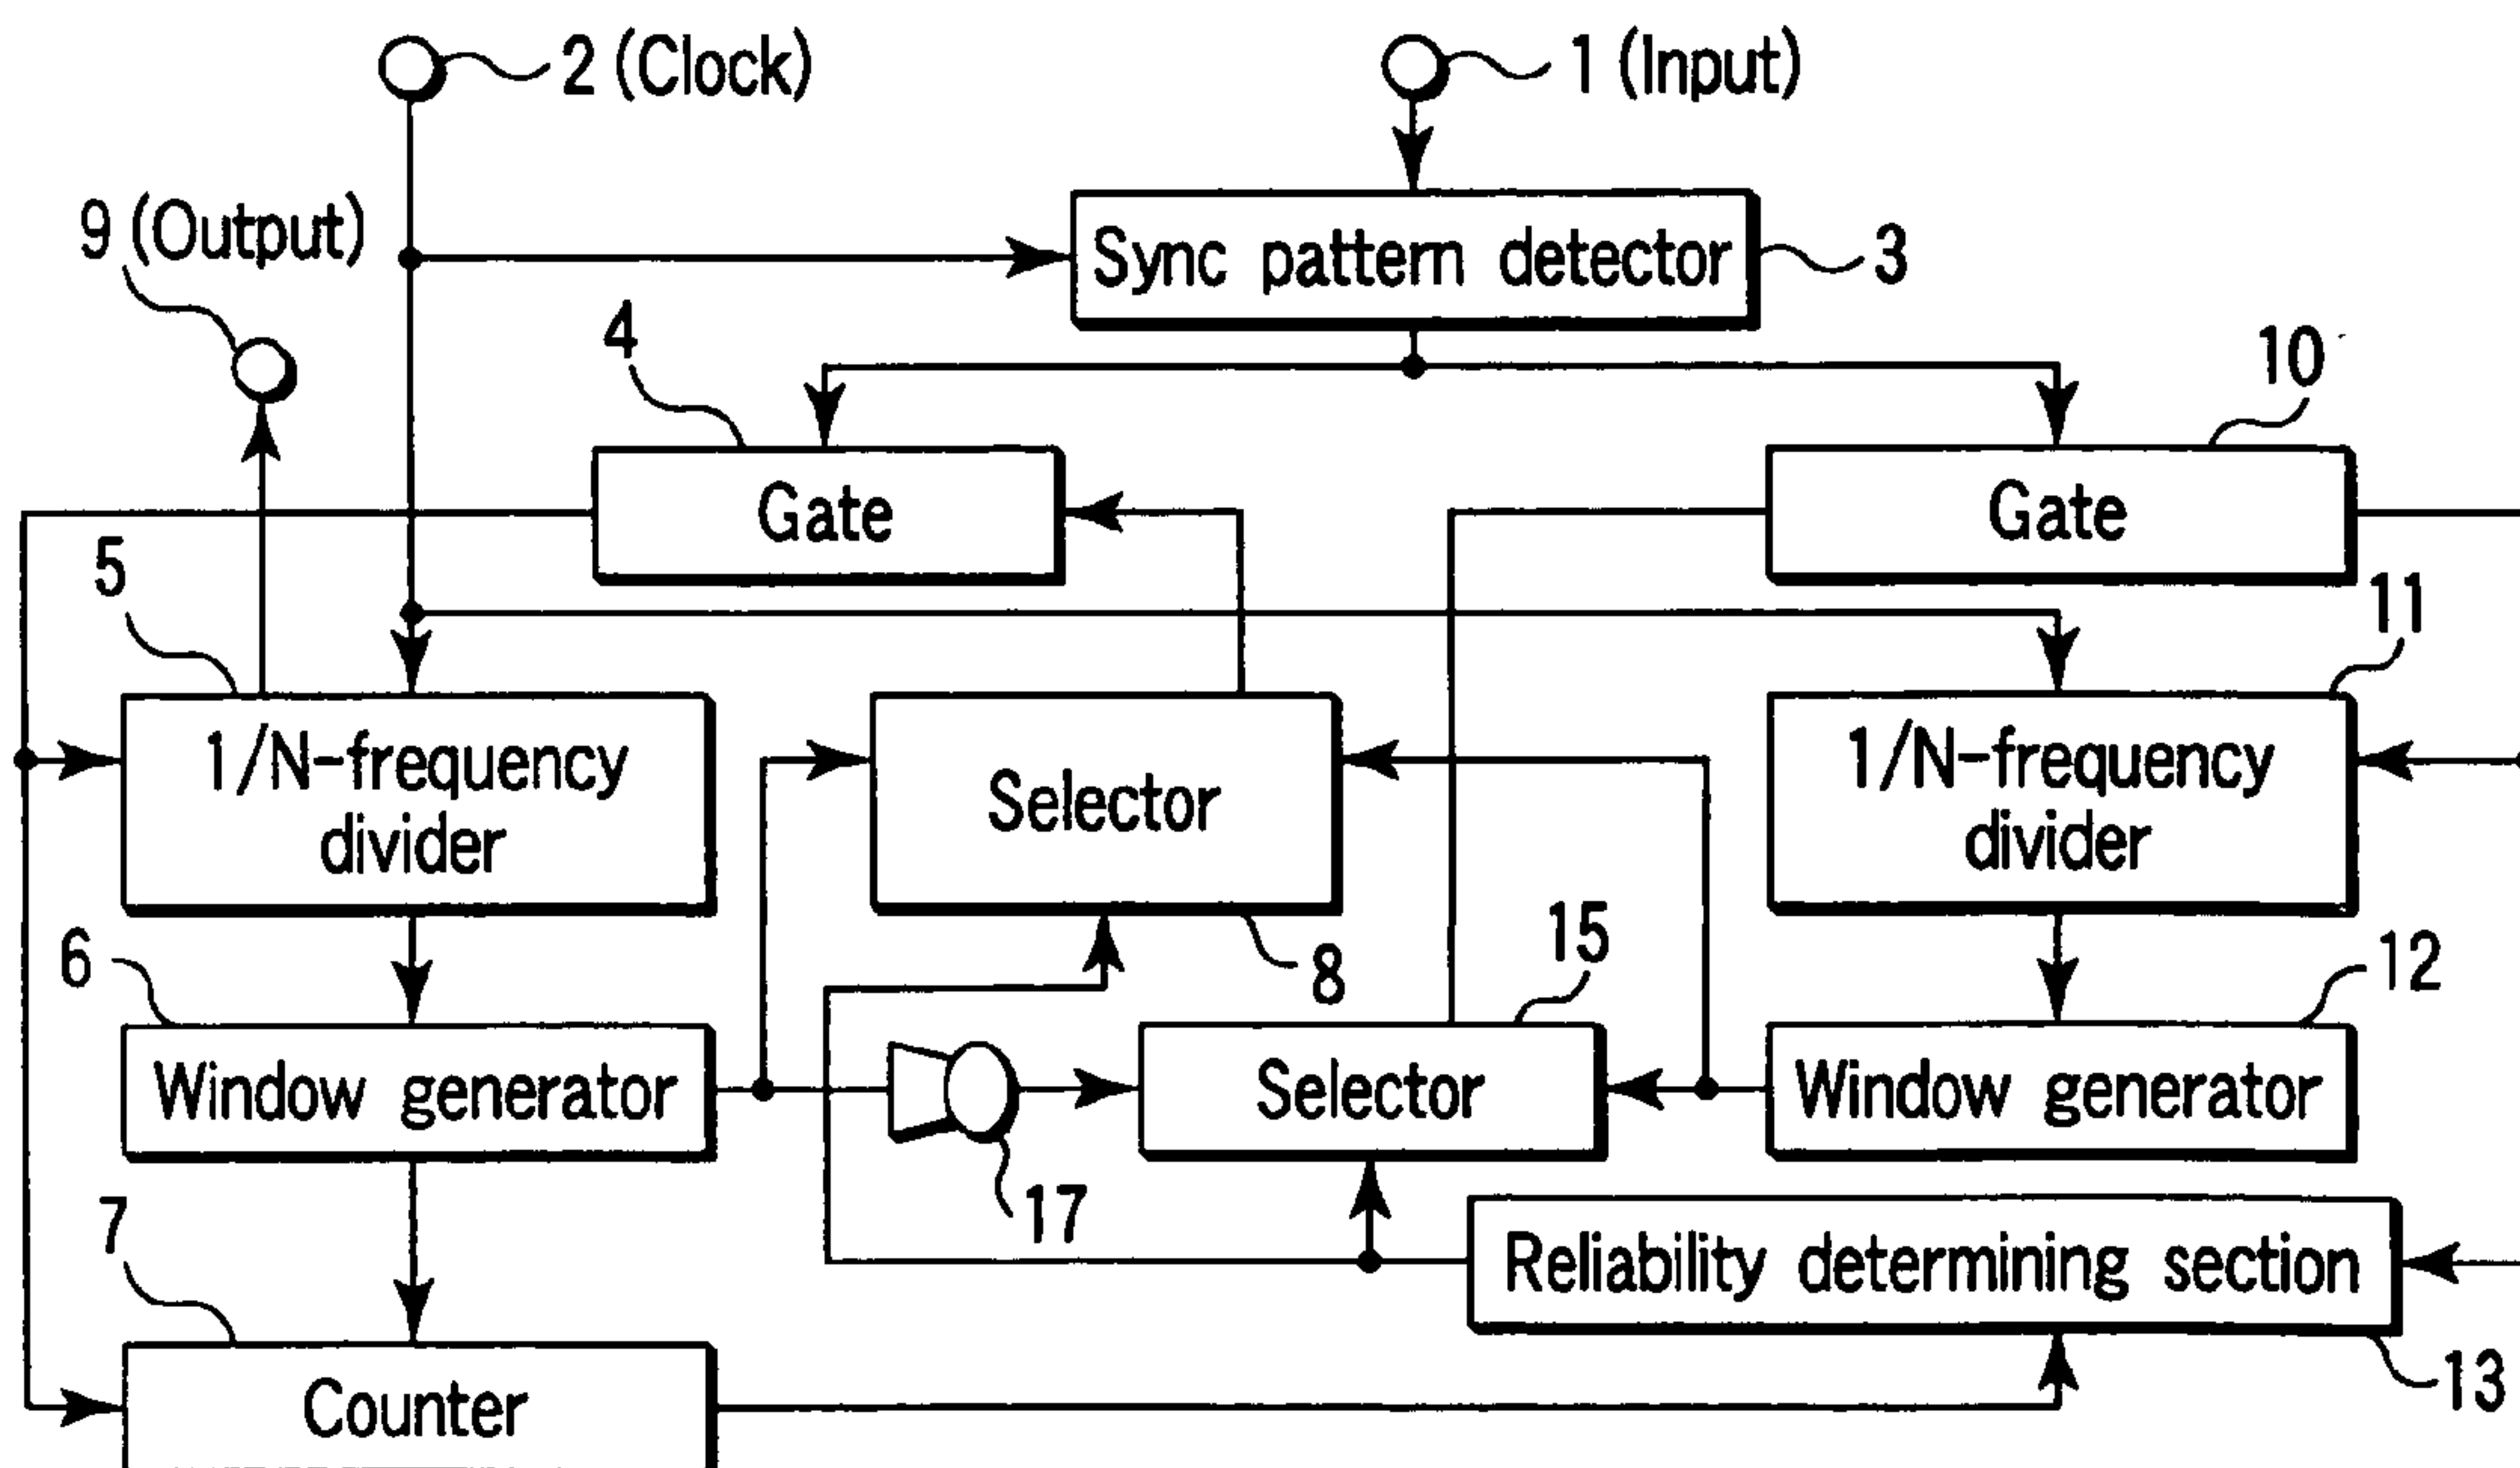 2 (Clock)
1 (Input)
9 (Output)
Sync pattern detector
3
4
10
Gate
Gate
5
11
1/N-frequency
divider
Selector
1/N-frequency
divider
6
8
15
12
Window generator
Selector
Window generator
17
7
Reliability determining section
Counter
13